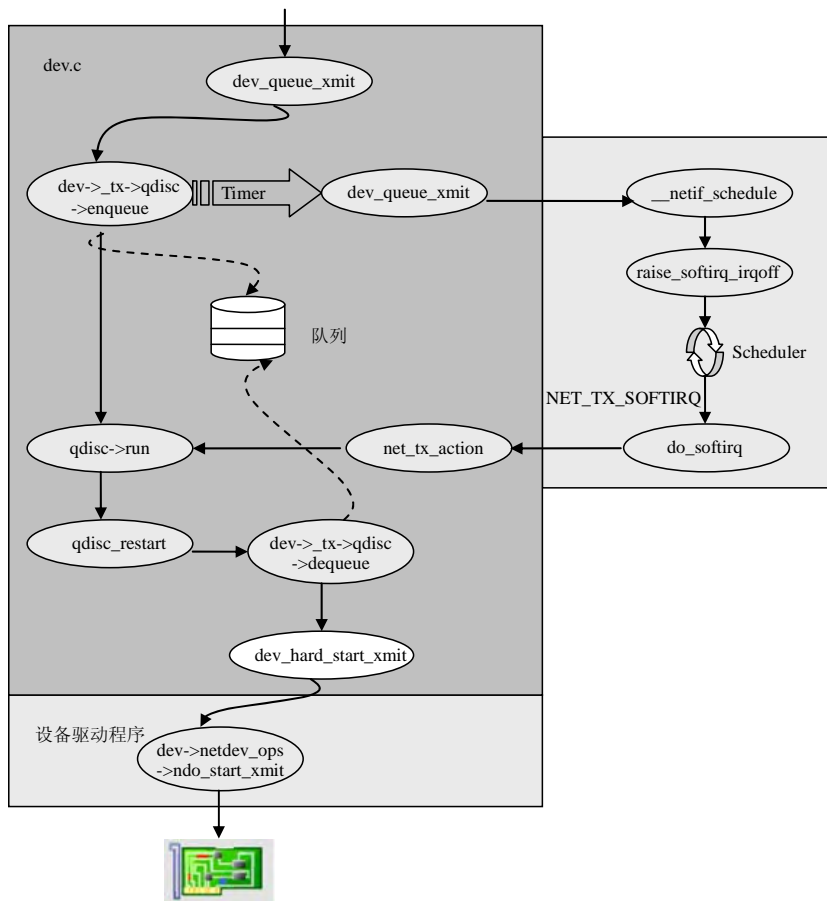 dev.c
dev_queue_xmit
dev->_tx->qdisc
->enqueue
Timer
dev_queue_xmit
__netif_schedule
raise_softirq_irqoff
队列
Scheduler
NET_TX_SOFTIRQ
qdisc->run
net_tx_action
do_softirq
qdisc_restart
dev->_tx->qdisc
->dequeue
dev_hard_start_xmit
设备驱动程序
dev->netdev_ops
->ndo_start_xmit